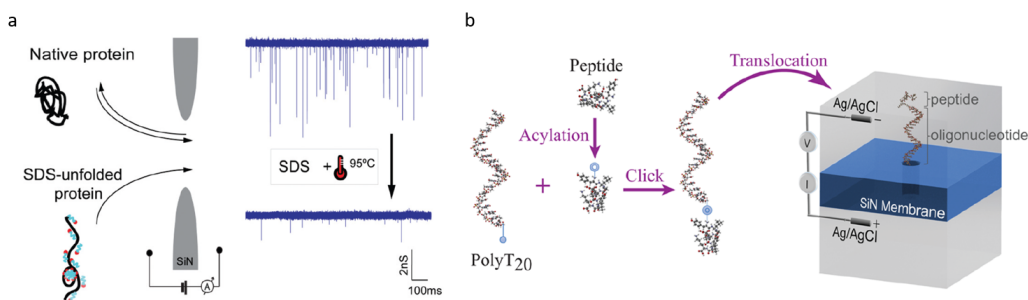 a
Native protein
SDS-unfolded
protein
SiN
A
SDS + 95ºC
2nS
100ms
b
Peptide
Acylation
Click
PolyT20
Translocation
Ag/AgCl
−
V
I
peptide
oligonucleotide
SiN Membrane
Ag/AgCl
+
+